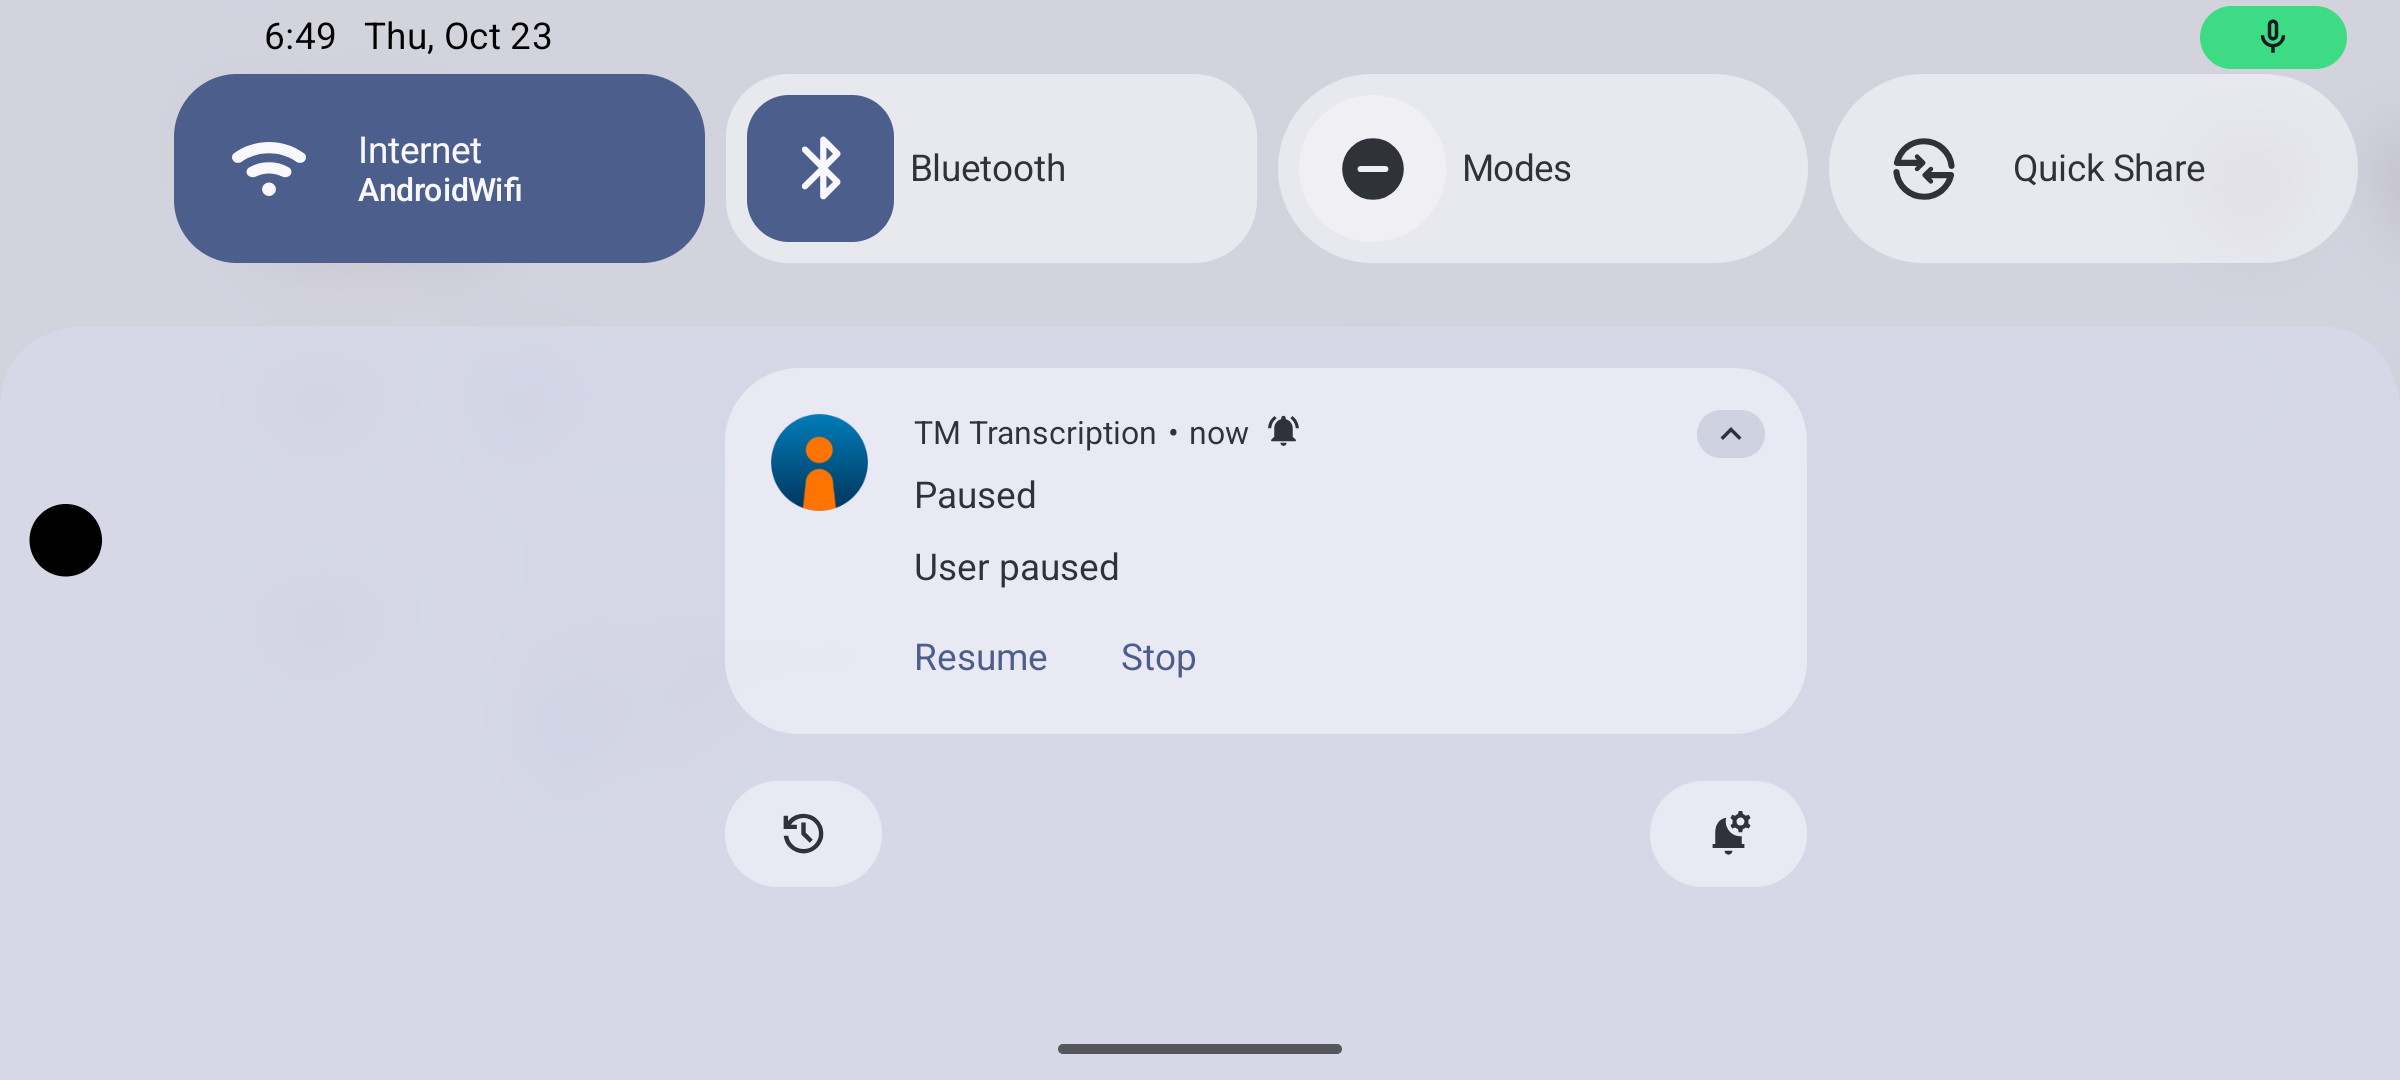 6:49 Thu, Oct 23
Internet
AndroidWifi
Bluetooth
Modes
Quick Share
TM Transcription • now
Paused
User paused
Resume Stop